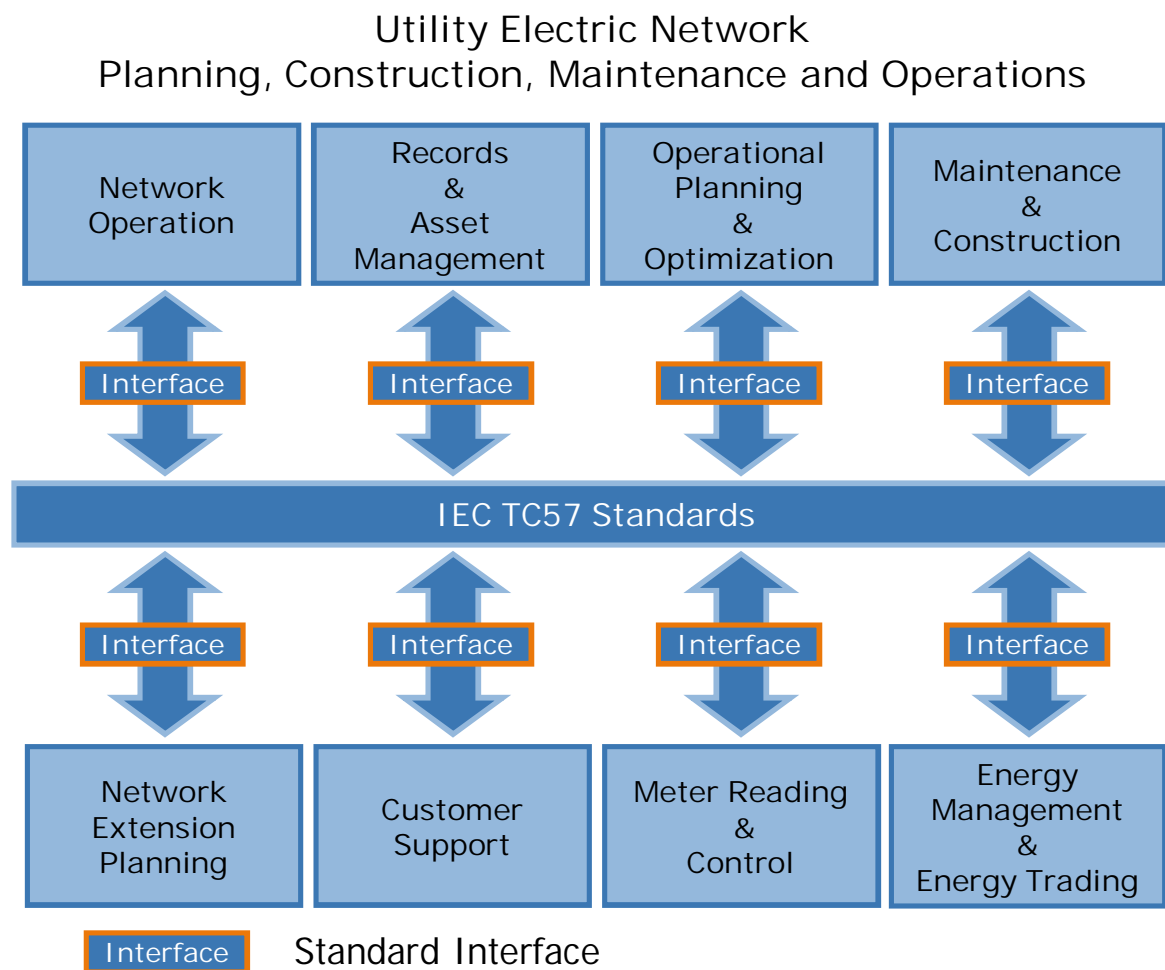 Utility Electric Network
Planning, Construction, Maintenance and Operations
Network
Operation
Records
&
Asset
Management
Operational
Planning
&
Optimization
Maintenance
&
Construction
Interface
Interface
Interface
Interface
IEC TC57 Standards
Interface
Interface
Interface
Interface
Network
Extension
Planning
Customer
Support
Meter Reading
&
Control
Energy
Management
&
Energy Trading
Interface
Standard Interface